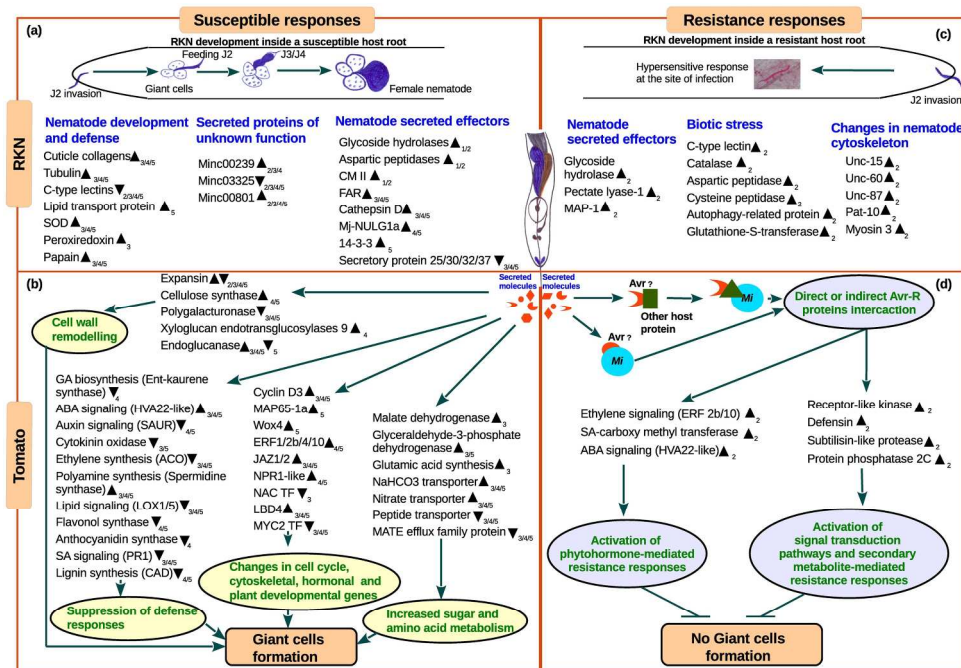 Susceptible responses
Resistance responses
(a)
RKN development inside a susceptible host root
Feeding J2
J3/J4
J2 invasion
Giant cells
Female nematode
RKN
Nematode development
and defense
Cuticle collagens▲3/4/5
Tubulin▲3/4/5
C-type lectins▼2/3/4/5
Lipid transport protein▲5
SOD▲3/4/5
Peroxiredoxin▲3
Papain▲3/4/5
Secreted proteins of
unknown function
Minc00239▲2/3/4
Minc03325▼2/3/4/5
Minc00801▲2/3/4/5
Nematode secreted effectors
Glycoside hydrolases▲1/2
Aspartic peptidases▲1/2
CM II▲1/2
FAR▲3/4/5
Cathepsin D▲3/4/5
Mj-NULG1a▲4/5
14-3-3▲5
Secretory protein 25/30/32/37▼3/4/5
(c)
RKN development inside a resistant host root
Hypersensitive response
at the site of infection
J2 invasion
Nematode
secreted effectors
Glycoside
hydrolase▲2
Pectate lyase-1▲2
MAP-1▲2
Biotic stress
C-type lectin▲2
Catalase▲2
Aspartic peptidase▲2
Cysteine peptidase▲2
Autophagy-related protein▲2
Glutathione-S-transferase▲2
Changes in nematode
cytoskeleton
Unc-15▲2
Unc-60▲2
Unc-87▲2
Pat-10▲2
Myosin 3▲2
Tomato
(b)
Expansin▲▼2/3/4/5
Cellulose synthase▲4/5
Polygalacturonase▼3/4/5
Xyloglucan endotransglucosylases 9▲4
Endoglucanase▲3/4/5▼5
Cell wall
remodelling
Secreted
molecules
Secreted
molecules
GA biosynthesis (Ent-kaurene
synthase)▼4
ABA signaling (HVA22-like)▲3/4/5
Auxin signaling (SAUR)▼4/5
Cytokinin oxidase▼3/5
Ethylene synthesis (ACO)▼3/4/5
Polyamine synthesis (Spermidine
synthase)▲3/4/5
Lipid signaling (LOX1/5)▼3/4/5
Flavonol synthase▼4/5
Anthocyanidin synthase▼4
SA signaling (PR1)▼3/4/5
Lignin synthesis (CAD)▼4/5
Cyclin D3▲3/4/5
MAP65-1a▲5
Wox4▲5
ERF1/2b/4/10▲4/5
JAZ1/2▲3/4/5
NPR1-like▲4/5
NAC TF▼3
LBD4▲3/4/5
MYC2 TF▼3/4/5
Malate dehydrogenase▲3
Glyceraldehyde-3-phosphate
dehydrogenase▲3/5
Glutamic acid synthesis▲3
NaHCO3 transporter▲3/4/5
Nitrate transporter▲3/4/5
Peptide transporter▼3/4/5
MATE efflux family protein▼3/4/5
Suppression of defense
responses
Changes in cell cycle,
cytoskeletal, hormonal and
plant developmental genes
Increased sugar and
amino acid metabolism
Giant cells
formation
(d)
Avr ?
Other host
protein
Mi
Avr ?
Mi
Direct or indirect Avr-R
proteins intercaction
Ethylene signaling (ERF 2b/10)▲2
SA-carboxy methyl transferase▲2
ABA signaling (HVA22-like)▲2
Receptor-like kinase▲2
Defensin▲2
Subtilisin-like protease▲2
Protein phosphatase 2C▲2
Activation of
phytohormone-mediated
resistance responses
Activation of
signal transduction
pathways and secondary
metabolite-mediated
resistance responses
No Giant cells
formation